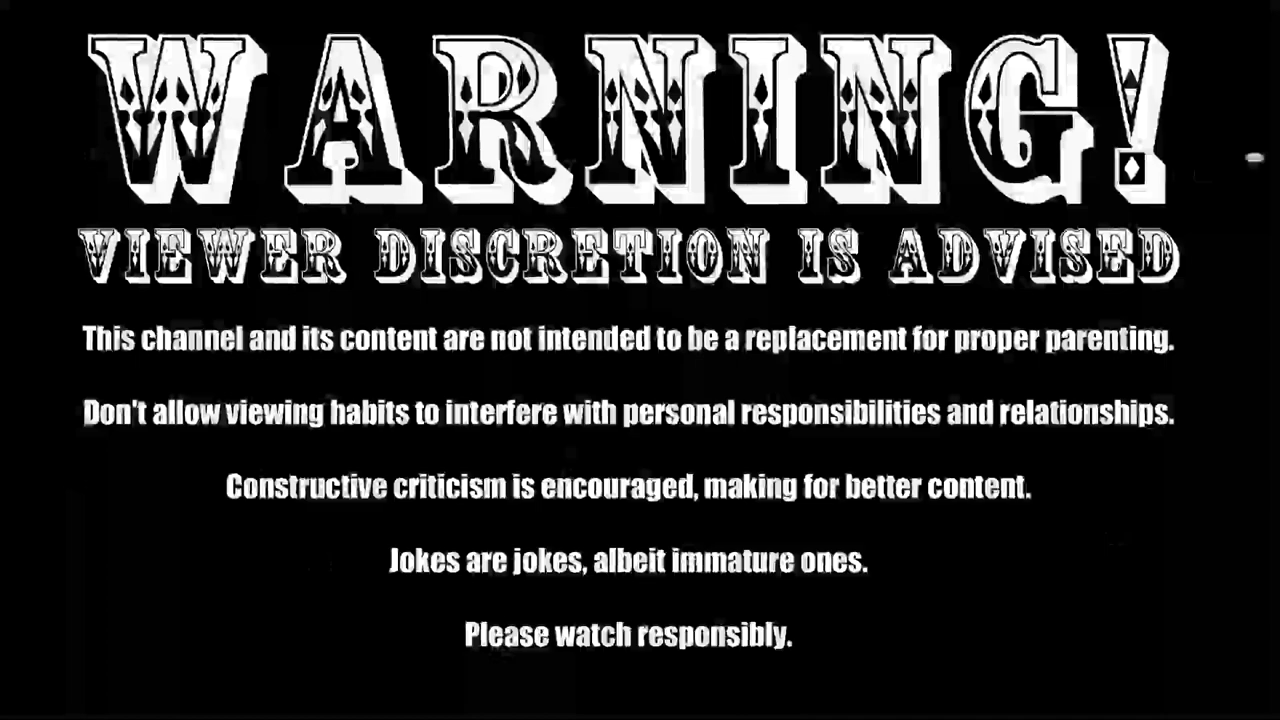 WARNING!
VIEWER DISCRETION IS ADVISED
This channel and its content are not intended to be a replacement for proper parenting.
Don't allow viewing habits to interfere with personal responsibilities and relationships.
Constructive criticism is encouraged, making for better content.
Jokes are jokes, albeit immature ones.
Please watch responsibly.